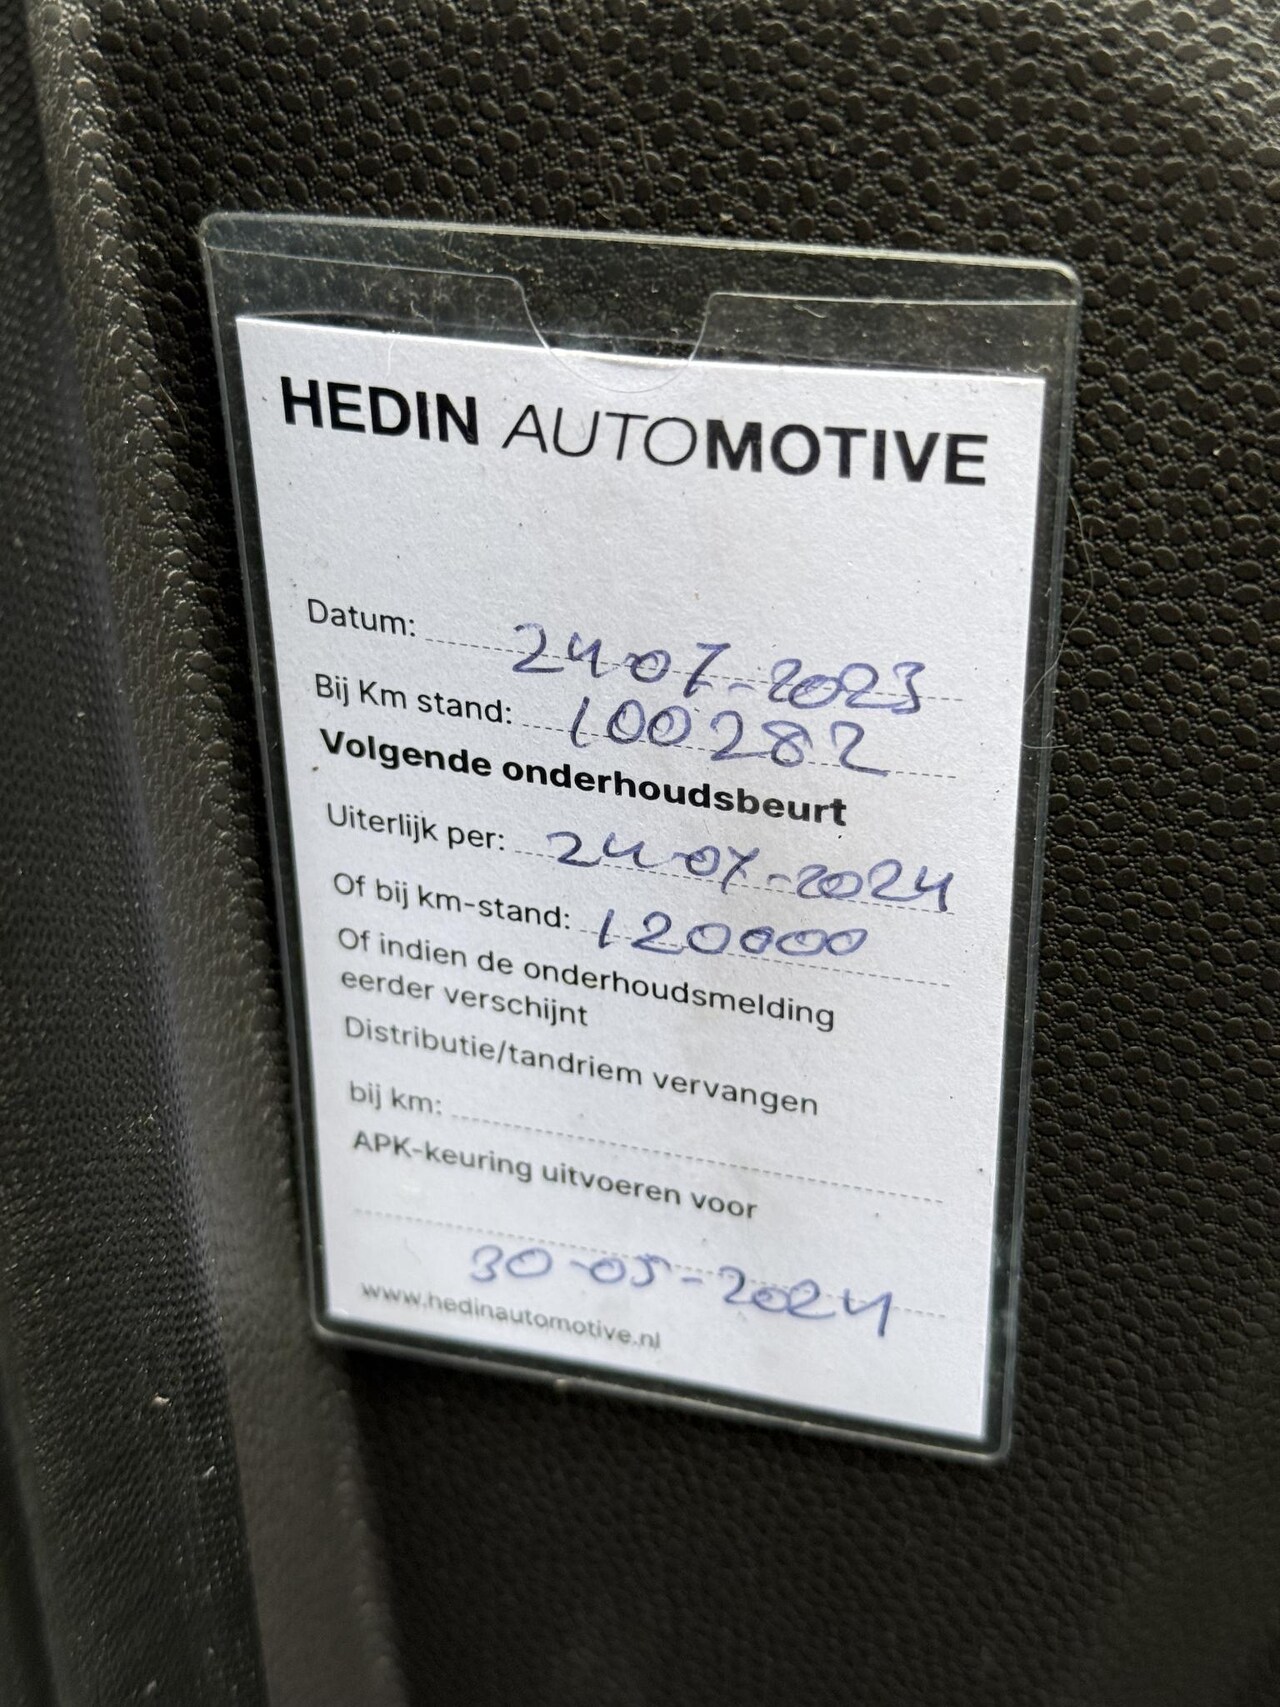 HEDIN AUTOMOTIVE
Datum: 24-07-2023
Bij Km stand: 100282
Volgende onderhoudsbeurt
Uiterlijk per: 24-07-2024
Of bij km-stand: 120000
Of indien de onderhoudsmelding
eerder verschijnt
Distributie/tandriem vervangen
bij km:
APK-keuring uitvoeren voor
30-05-2024
www.hedinautomotive.nl